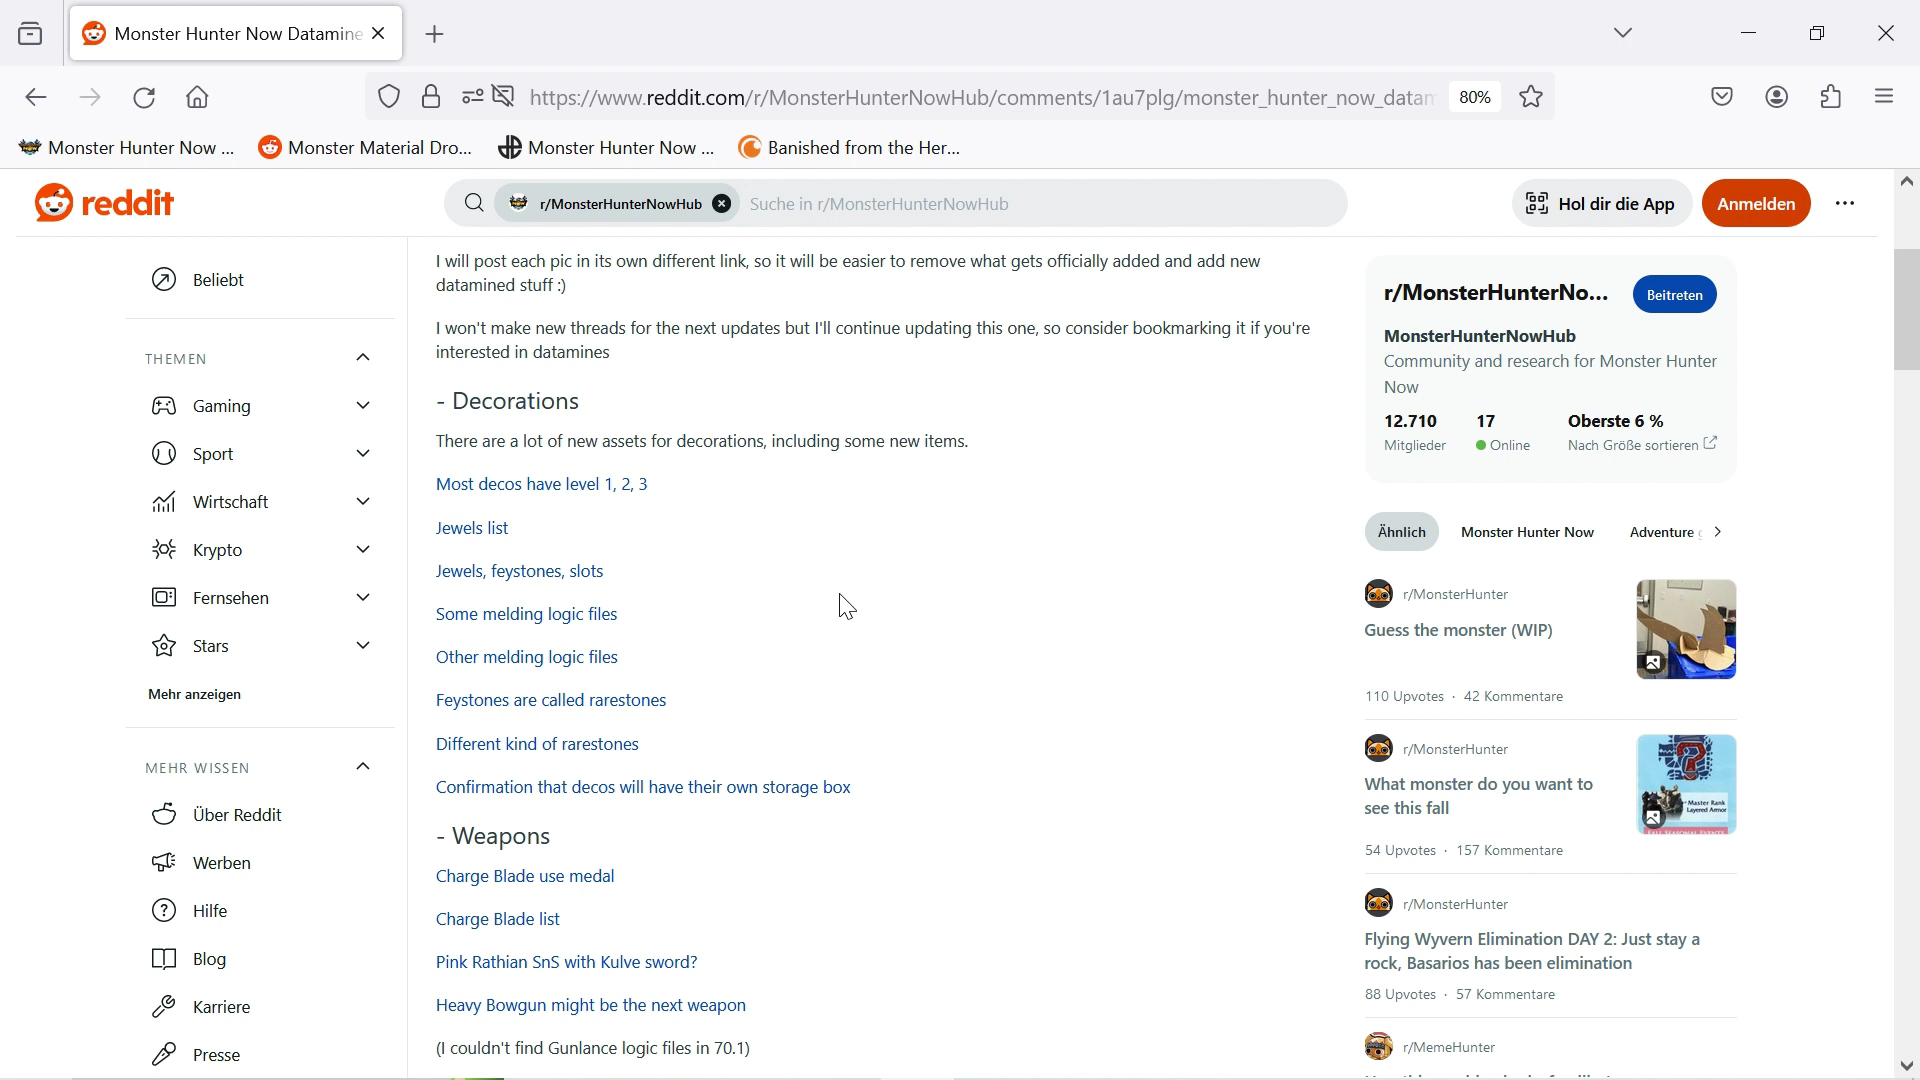 Monster Hunter Now Datamine
https://www.reddit.com/r/MonsterHunterNowHub/comments/1au7plg/monster_hunter_now_datam
80%
Monster Hunter Now ...
Monster Material Dro...
Monster Hunter Now ...
Banished from the Her...
reddit
r/MonsterHunterNowHub
Suche in r/MonsterHunterNowHub
Hol dir die App
Anmelden
Beliebt
THEMEN
Gaming
Sport
Wirtschaft
Krypto
Fernsehen
Stars
Mehr anzeigen
MEHR WISSEN
Über Reddit
Werben
Hilfe
Blog
Karriere
Presse
I will post each pic in its own different link, so it will be easier to remove what gets officially added and add new
datamined stuff :)
I won't make new threads for the next updates but I'll continue updating this one, so consider bookmarking it if you're
interested in datamines
- Decorations
There are a lot of new assets for decorations, including some new items.
Most decos have level 1, 2, 3
Jewels list
Jewels, feystones, slots
Some melding logic files
Other melding logic files
Feystones are called rarestones
Different kind of rarestones
Confirmation that decos will have their own storage box
- Weapons
Charge Blade use medal
Charge Blade list
Pink Rathian SnS with Kulve sword?
Heavy Bowgun might be the next weapon
(I couldn't find Gunlance logic files in 70.1)
r/MonsterHunterNo...
Beitreten
MonsterHunterNowHub
Community and research for Monster Hunter
Now
12.710 17 Oberste 6 %
Mitglieder Online Nach Größe sortieren
Ähnlich Monster Hunter Now Adventure
r/MonsterHunter
Guess the monster (WIP)
110 Upvotes · 42 Kommentare
r/MonsterHunter
What monster do you want to
see this fall
Master Rank
Layered Armor
54 Upvotes · 157 Kommentare
r/MonsterHunter
Flying Wyvern Elimination DAY 2: Just stay a
rock, Basarios has been elimination
88 Upvotes · 57 Kommentare
r/MemeHunter